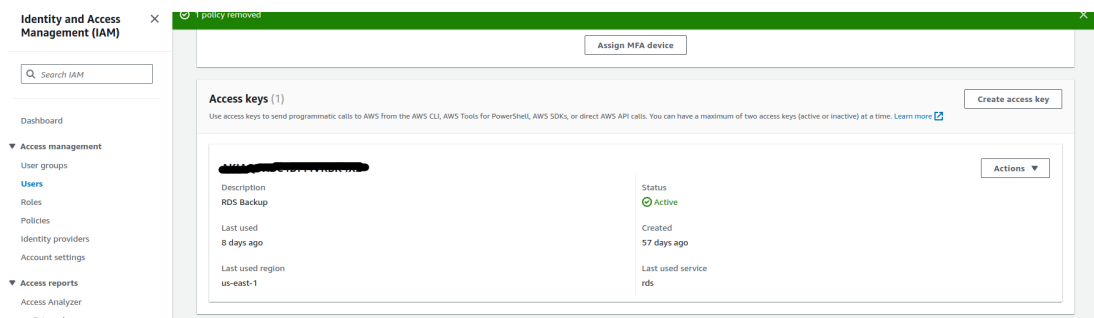 Identity and Access Management (IAM)
1 policy removed
Assign MFA device
Search IAM
Access keys (1)
Create access key
Use access keys to send programmatic calls to AWS from the AWS CLI, AWS Tools for PowerShell, AWS SDKs, or direct AWS API calls. You can have a maximum of two access keys (active or inactive) at a time. Learn more
Dashboard
Access management
User groups
Users
Roles
Policies
Identity providers
Account settings
Access reports
Access Analyzer
Actions
Description
RDS Backup
Status
Active
Last used
8 days ago
Created
57 days ago
Last used region
us-east-1
Last used service
rds